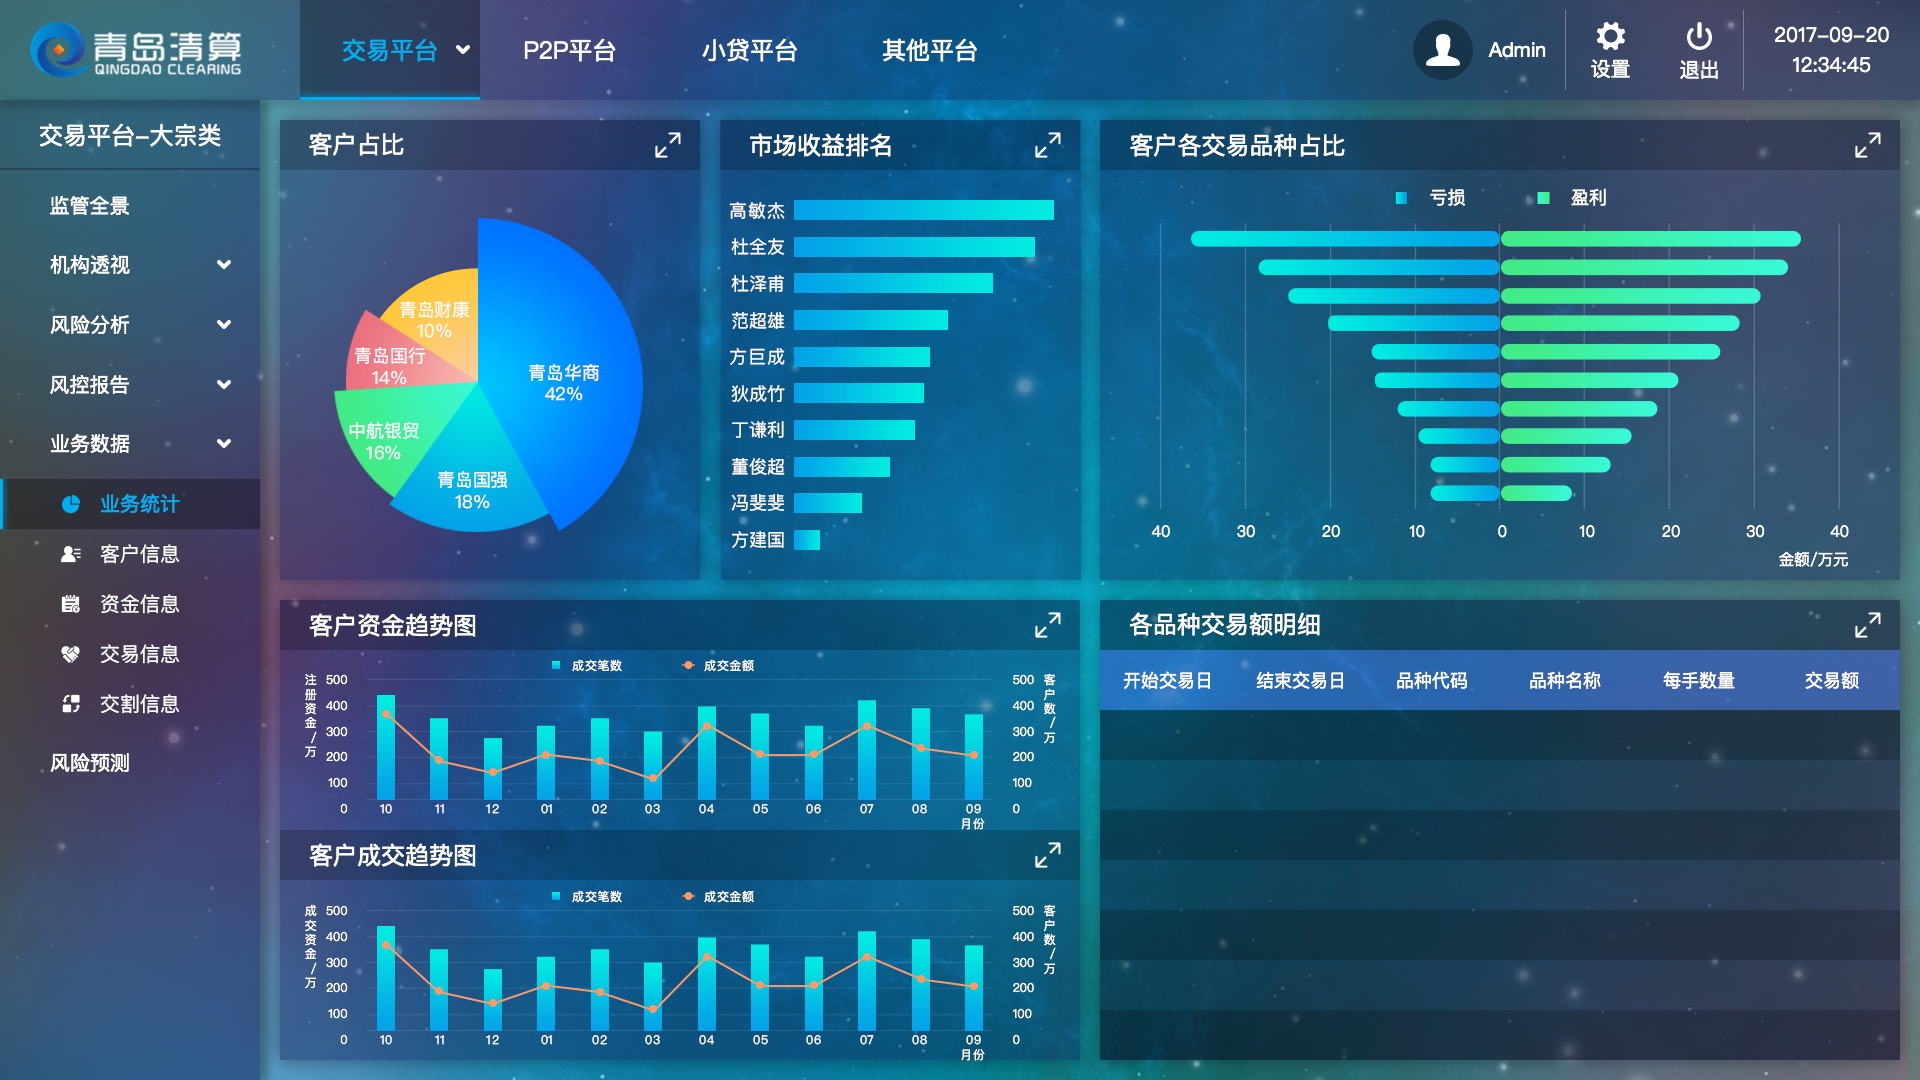 青岛清算
QINGDAO CLEARING
交易平台
P2P平台
小贷平台
其他平台
Admin
设置
退出
2017-09-20
12:34:45
交易平台–大宗类
监管全景
机构透视
风险分析
风控报告
业务数据
业务统计
客户信息
资金信息
交易信息
交割信息
风险预测
客户占比
青岛财康
10%
青岛国行
14%
青岛华商
42%
中航银贸
16%
青岛国强
18%
市场收益排名
高敏杰
杜全友
杜泽甫
范超雄
方巨成
狄成竹
丁谦利
董俊超
冯斐斐
方建国
客户各交易品种占比
亏损 盈利
40 30 20 10 0 10 20 30 40
金额/万元
客户资金趋势图
成交笔数 成交金额
注册资金/万
500
400
300
200
100
0
10 11 12 01 02 03 04 05 06 07 08 09
月份
500
400
300
200
100
0
客户数/万
客户成交趋势图
成交笔数 成交金额
成交资金/万
500
400
300
200
100
0
10 11 12 01 02 03 04 05 06 07 08 09
月份
500
400
300
200
100
0
客户数/万
各品种交易额明细
开始交易日 结束交易日 品种代码 品种名称 每手数量 交易额